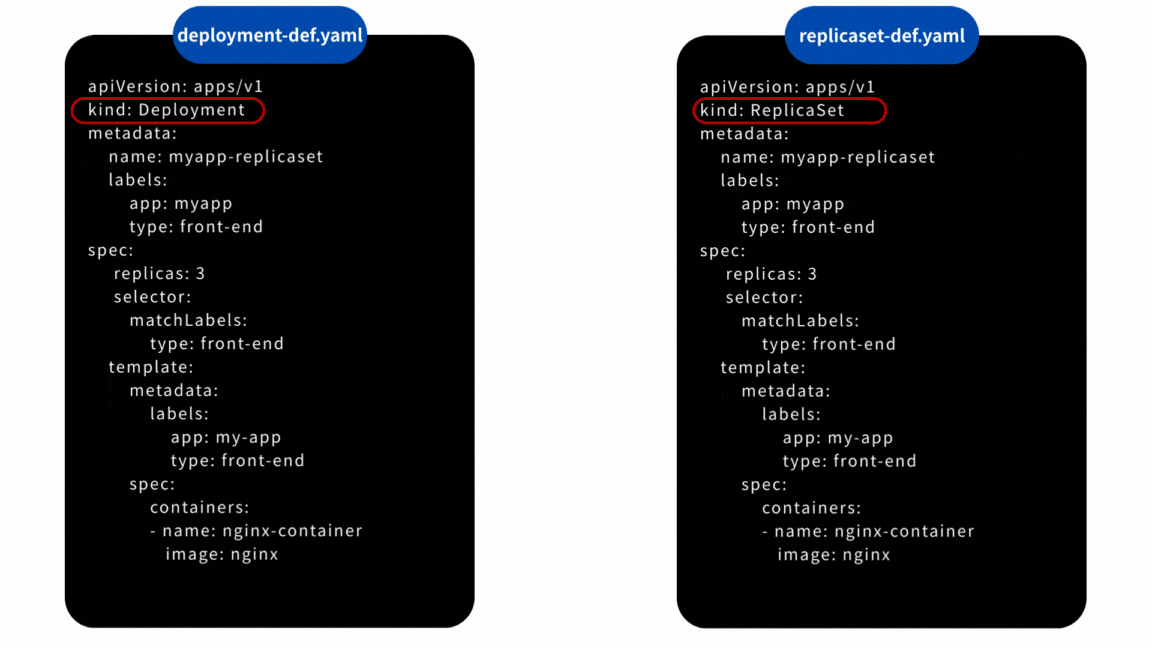 deployment-def.yaml
apiVersion: apps/v1
kind: Deployment
metadata:
  name: myapp-replicaset
  labels:
    app: myapp
    type: front-end
spec:
  replicas: 3
  selector:
    matchLabels:
      type: front-end
  template:
    metadata:
      labels:
        app: my-app
        type: front-end
    spec:
      containers:
      - name: nginx-container
        image: nginx
replicaset-def.yaml
apiVersion: apps/v1
kind: ReplicaSet
metadata:
  name: myapp-replicaset
  labels:
    app: myapp
    type: front-end
spec:
  replicas: 3
  selector:
    matchLabels:
      type: front-end
  template:
    metadata:
      labels:
        app: my-app
        type: front-end
    spec:
      containers:
      - name: nginx-container
        image: nginx